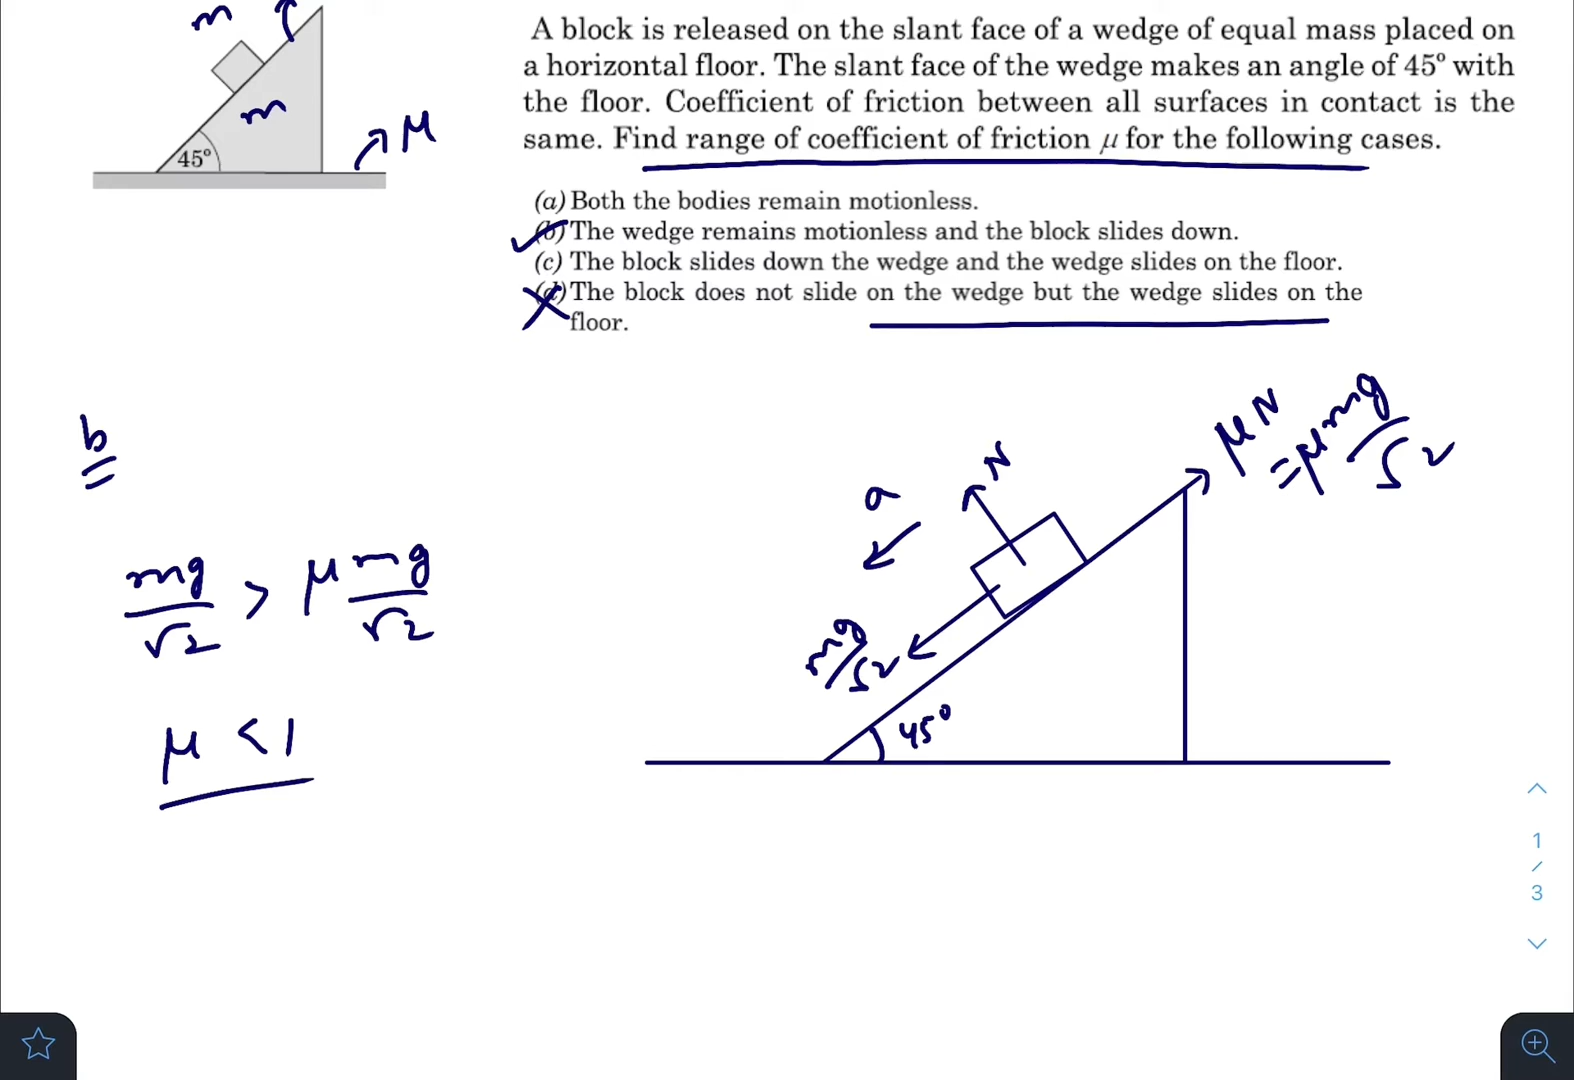 m
m
45°
μ
A block is released on the slant face of a wedge of equal mass placed on
a horizontal floor. The slant face of the wedge makes an angle of 45° with
the floor. Coefficient of friction between all surfaces in contact is the
same. Find range of coefficient of friction μ for the following cases.
(a) Both the bodies remain motionless.
(b) The wedge remains motionless and the block slides down.
(c) The block slides down the wedge and the wedge slides on the floor.
(d) The block does not slide on the wedge but the wedge slides on the
floor.
b
mg/√2 > μ mg/√2
μ < 1
a
N
μN
= μ mg/√2
mg/√2
45°
1
/
3